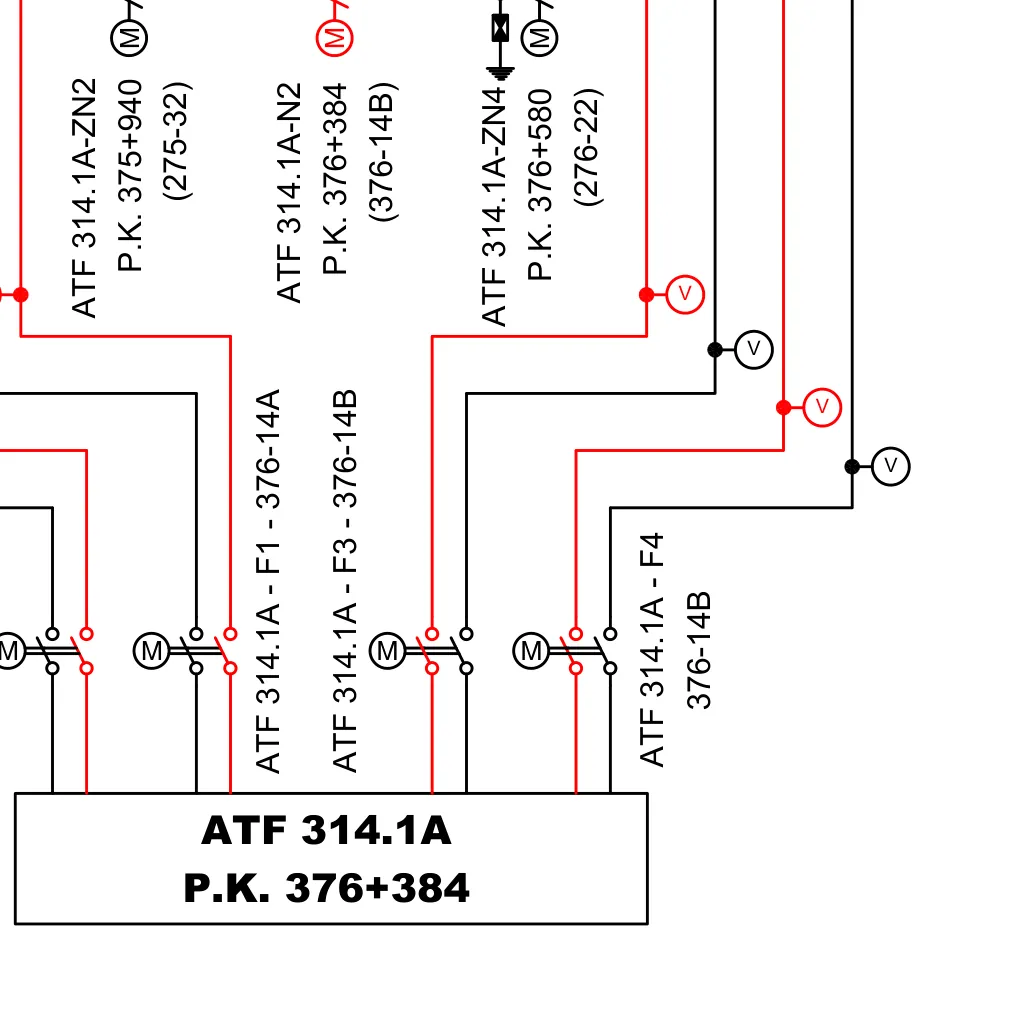 M
M
M
ATF 314.1A-ZN2
P.K. 375+940
(275-32)
ATF 314.1A-N2
P.K. 376+384
(376-14B)
ATF 314.1A-ZN4
P.K. 376+580
(276-22)
V
V
V
V
ATF 314.1A - F1 - 376-14A
ATF 314.1A - F3 - 376-14B
ATF 314.1A - F4
376-14B
M
M
M
M
ATF 314.1A
P.K. 376+384